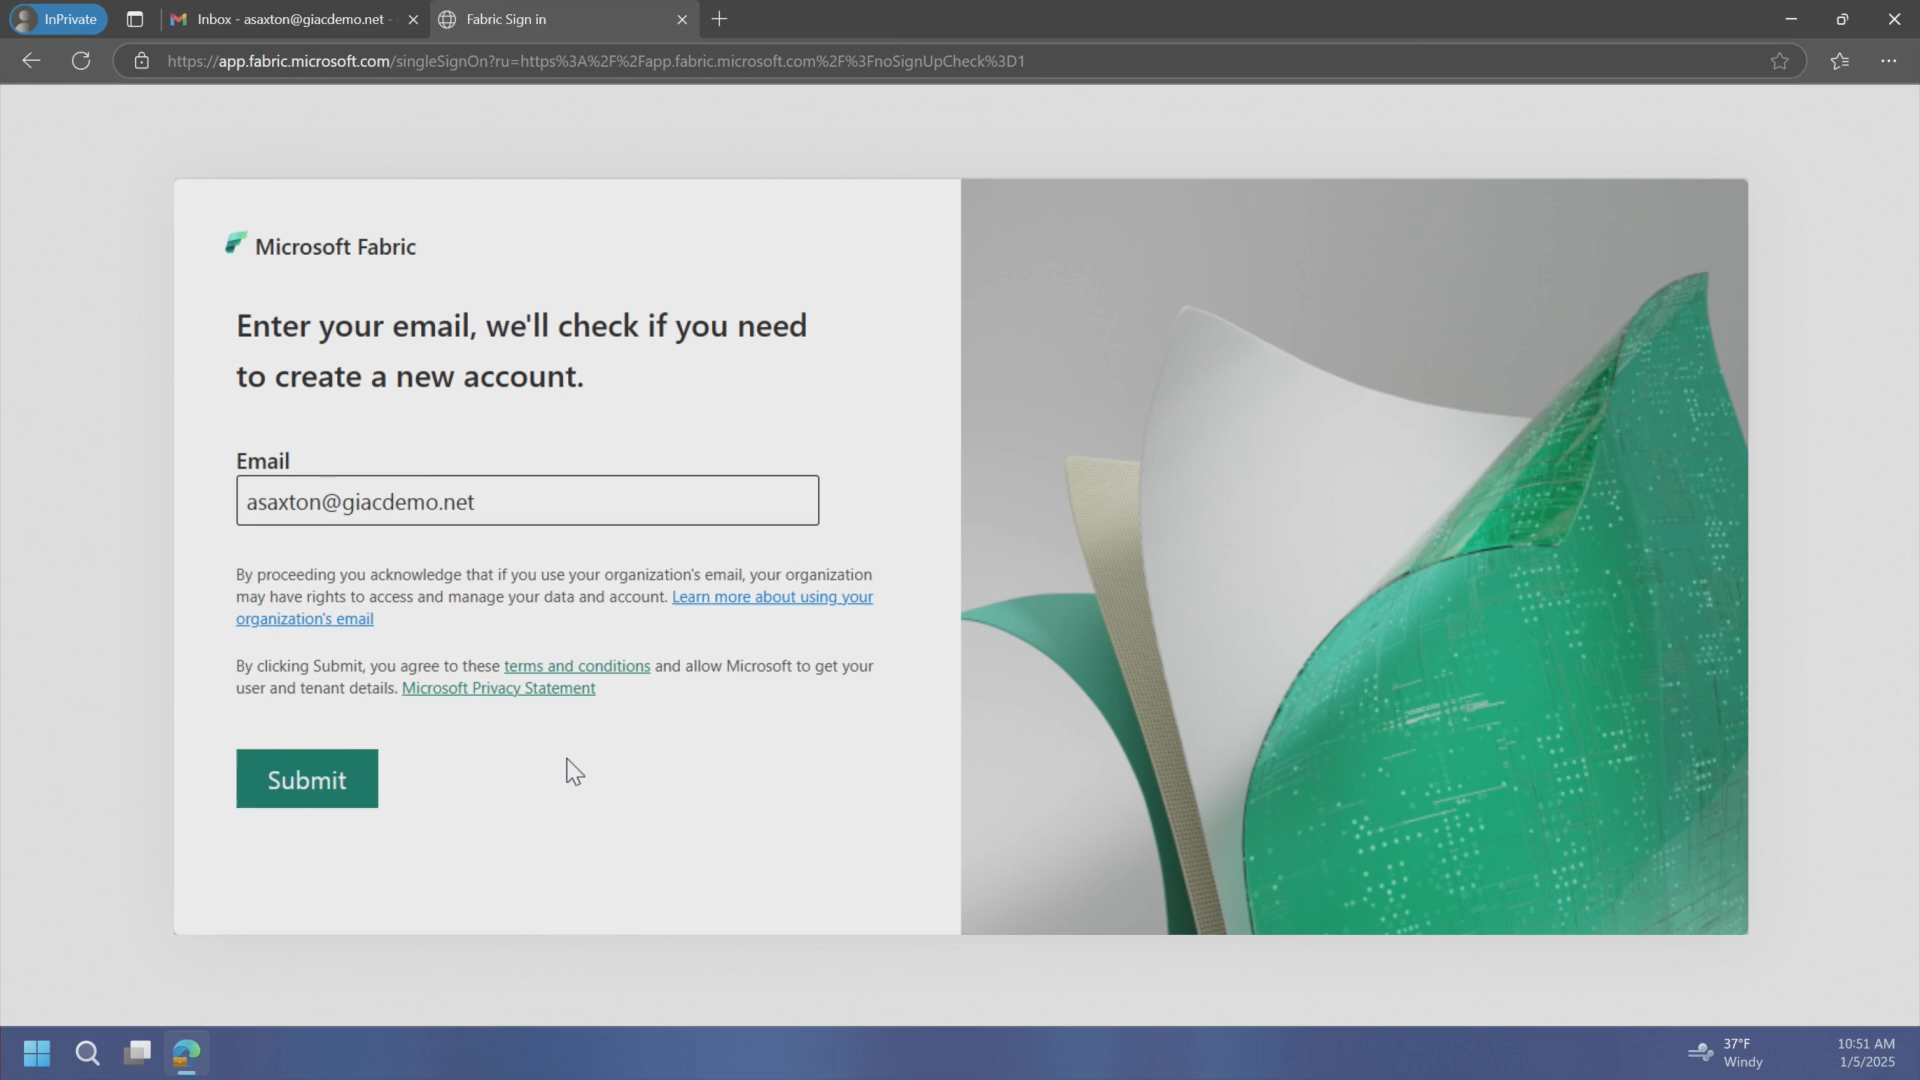 InPrivate
Inbox - asaxton@giacdemo.net -
Fabric Sign in
https://app.fabric.microsoft.com/singleSignOn?ru=https%3A%2F%2Fapp.fabric.microsoft.com%2F%3FnoSignUpCheck%3D1
Microsoft Fabric
Enter your email, we'll check if you need
to create a new account.
Email
asaxton@giacdemo.net
By proceeding you acknowledge that if you use your organization's email, your organization
may have rights to access and manage your data and account. Learn more about using your
organization's email
By clicking Submit, you agree to these terms and conditions and allow Microsoft to get your
user and tenant details. Microsoft Privacy Statement
Submit
37°F
Windy
10:51 AM
1/5/2025